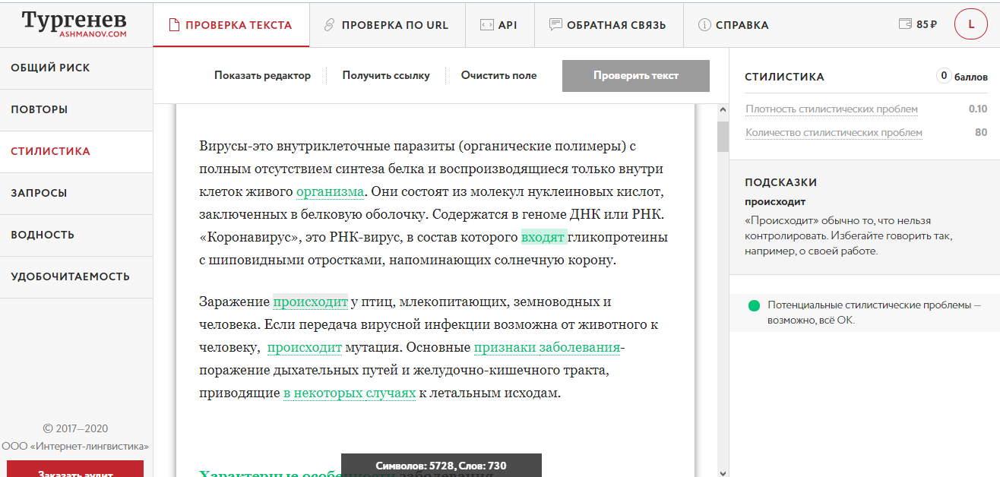 Тургенев
ASHMANOV.COM
ПРОВЕРКА ТЕКСТА
ПРОВЕРКА ПО URL
API
ОБРАТНАЯ СВЯЗЬ
СПРАВКА
85 ₽
L
ОБЩИЙ РИСК
ПОВТОРЫ
СТИЛИСТИКА
ЗАПРОСЫ
ВОДНОСТЬ
УДОБОЧИТАЕМОСТЬ
© 2017—2020
ООО «Интернет-лингвистика»
Заказать аудит
Показать редактор
Получить ссылку
Очистить поле
Проверить текст
Вирусы-это внутриклеточные паразиты (органические полимеры) с
полным отсутствием синтеза белка и воспроизводящиеся только внутри
клеток живого организма. Они состоят из молекул нуклеиновых кислот,
заключенных в белковую оболочку. Содержатся в геноме ДНК или РНК.
«Коронавирус», это РНК-вирус, в состав которого входят гликопротеины
с шиповидными отростками, напоминающих солнечную корону.
Заражение происходит у птиц, млекопитающих, земноводных и
человека. Если передача вирусной инфекции возможна от животного к
человеку, происходит мутация. Основные признаки заболевания-
поражение дыхательных путей и желудочно-кишечного тракта,
приводящие в некоторых случаях к летальным исходам.
Характерные особенности заболевания
Символов: 5728, Слов: 730
СТИЛИСТИКА
0 баллов
Плотность стилистических проблем 0.10
Количество стилистических проблем 80
ПОДСКАЗКИ
происходит
«Происходит» обычно то, что нельзя
контролировать. Избегайте говорить так,
например, о своей работе.
Потенциальные стилистические проблемы —
возможно, всё ОК.